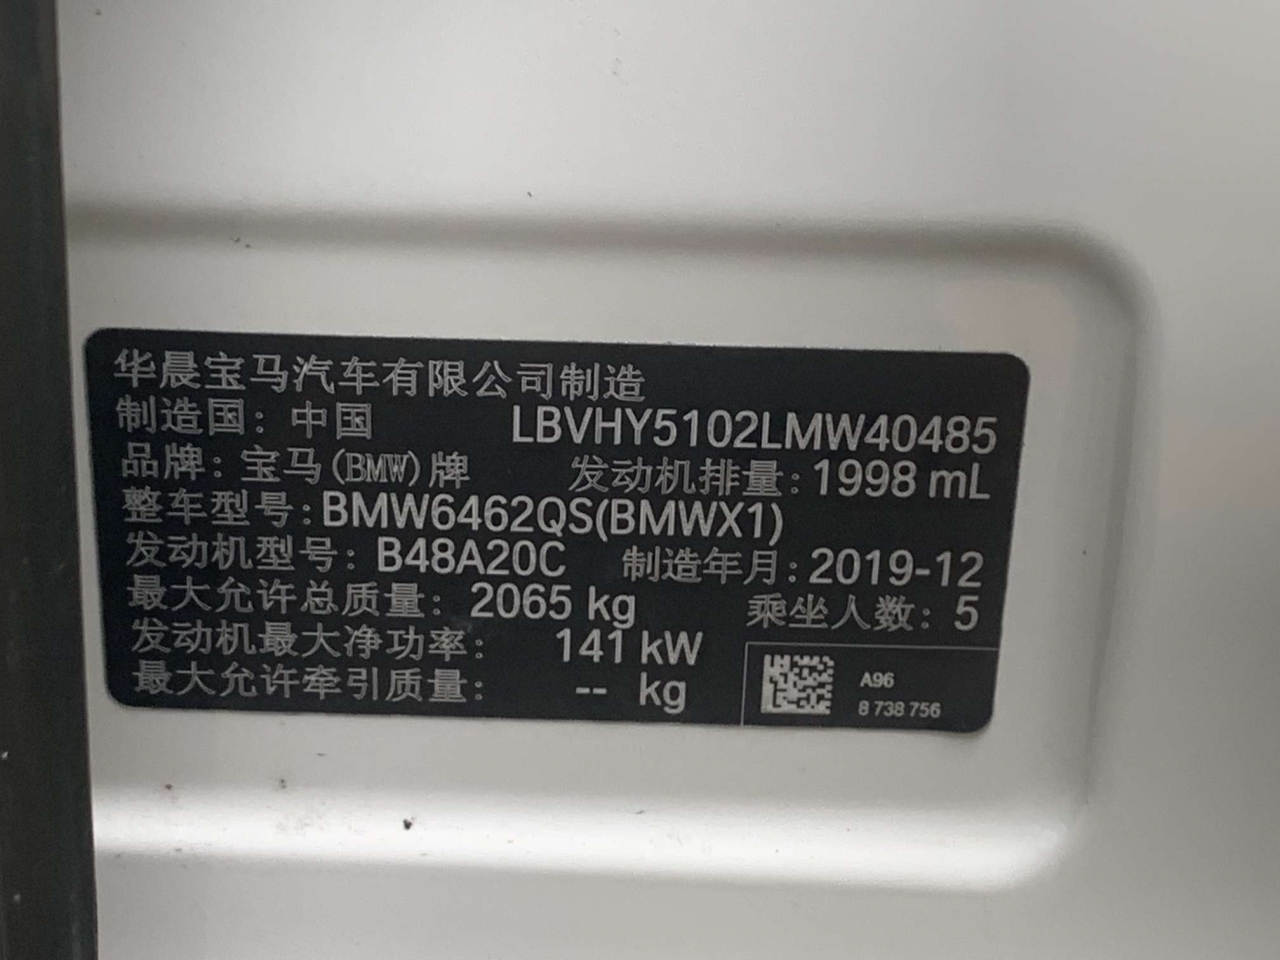 华晨宝马汽车有限公司制造
制造国：中国 LBVHY5102LMW40485
品牌：宝马(BMW)牌 发动机排量：1998 mL
整车型号：BMW6462QS(BMWX1)
发动机型号：B48A20C 制造年月：2019-12
最大允许总质量：2065 kg 乘坐人数：5
发动机最大净功率：141 kW
最大允许牵引质量：-- kg
A96
8 738 756